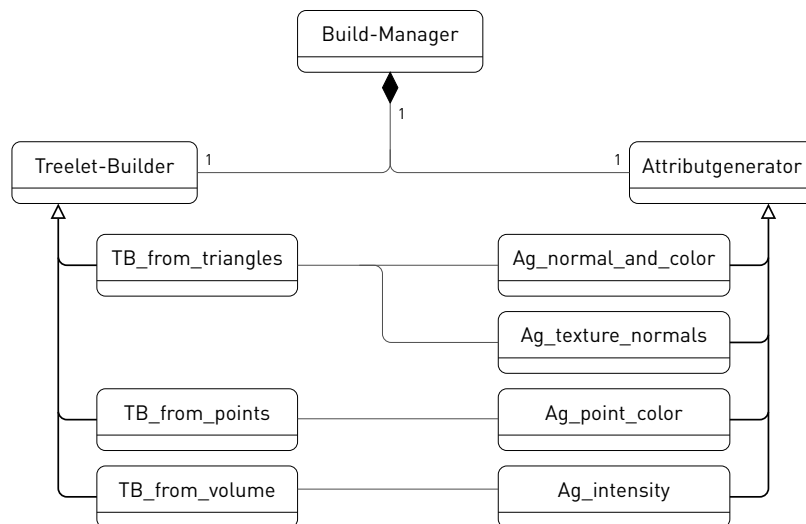 Build-Manager
1
Treelet-Builder
1
1
Attributgenerator
TB_from_triangles
Ag_normal_and_color
Ag_texture_normals
TB_from_points
Ag_point_color
TB_from_volume
Ag_intensity